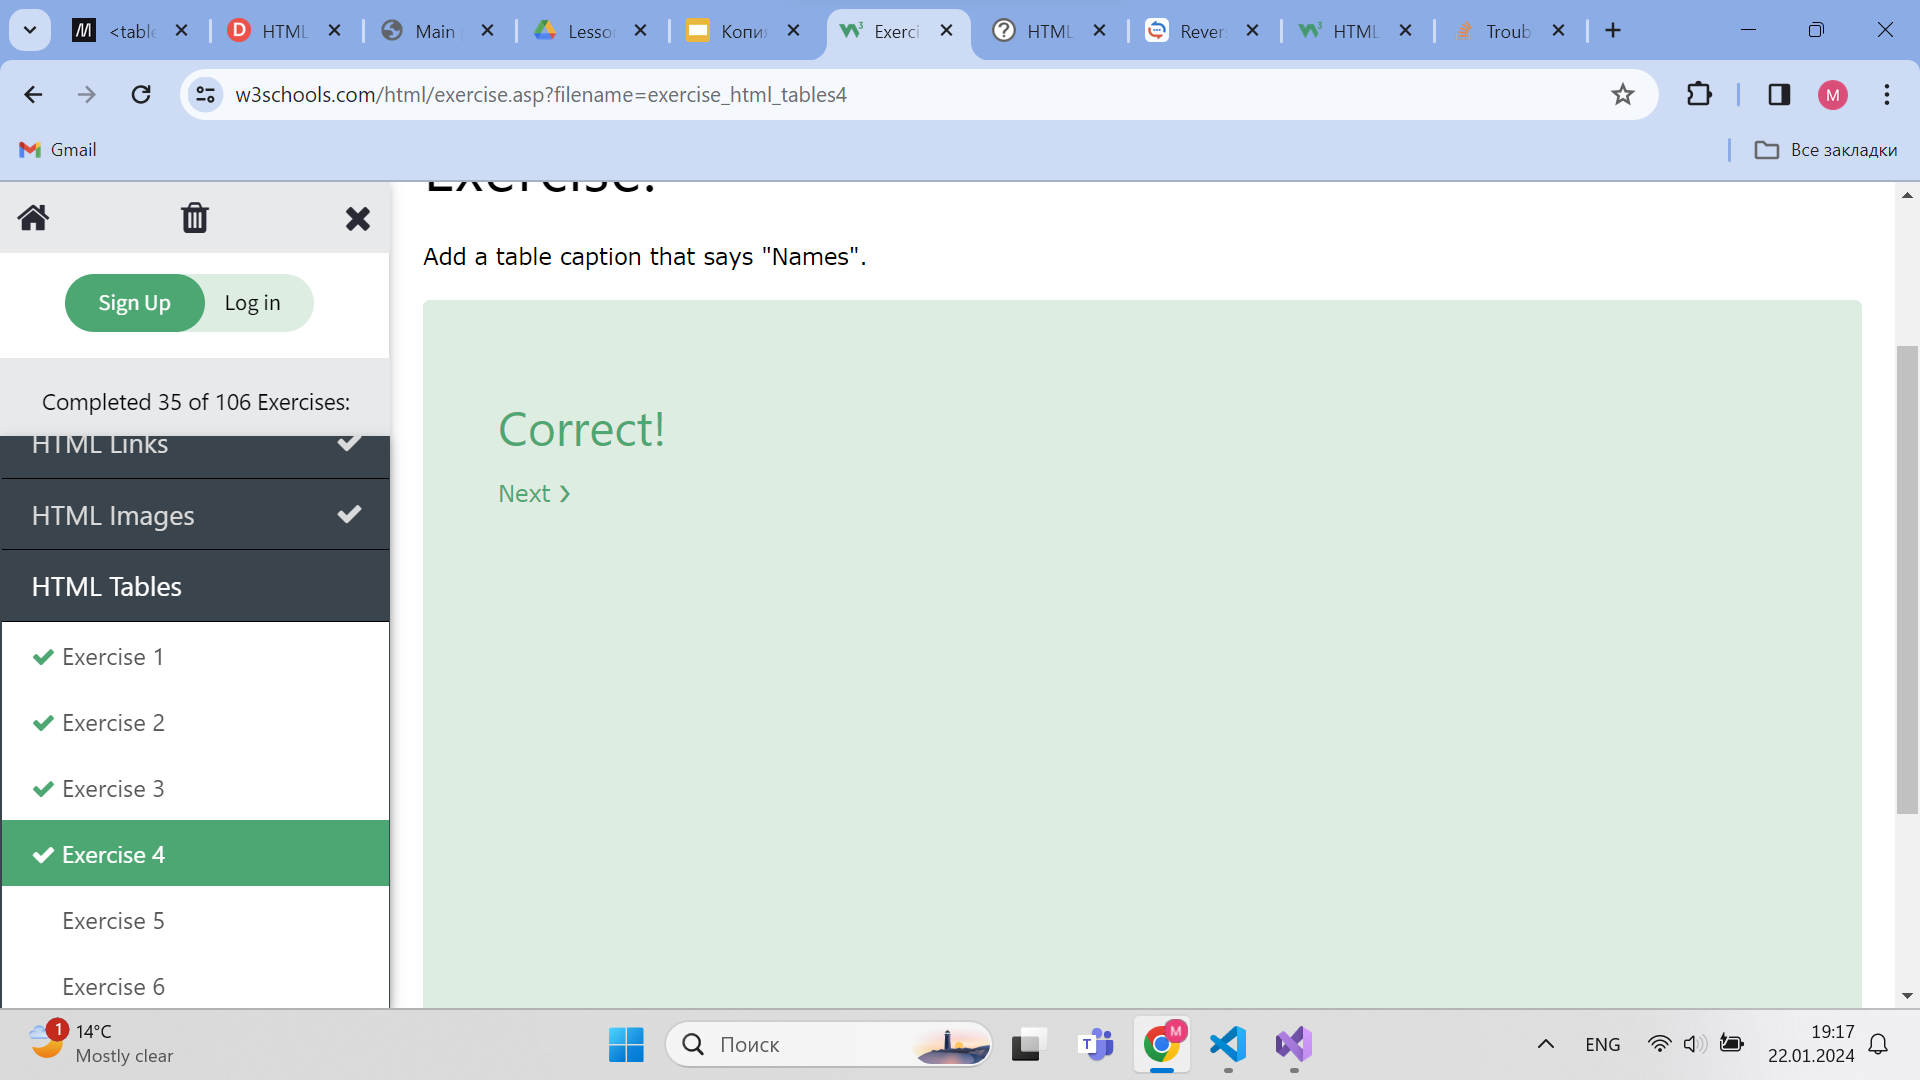 <table
HTML
Main
Lesso
Копи
Exerci
HTML
Rever
HTML
Troub
w3schools.com/html/exercise.asp?filename=exercise_html_tables4
M
Gmail
Все закладки
Exercise:
Sign Up
Log in
Completed 35 of 106 Exercises:
HTML Links
HTML Images
HTML Tables
Exercise 1
Exercise 2
Exercise 3
Exercise 4
Exercise 5
Exercise 6
Add a table caption that says "Names".
Correct!
Next ❯
1
14°C
Mostly clear
Поиск
M
ENG
19:17
22.01.2024